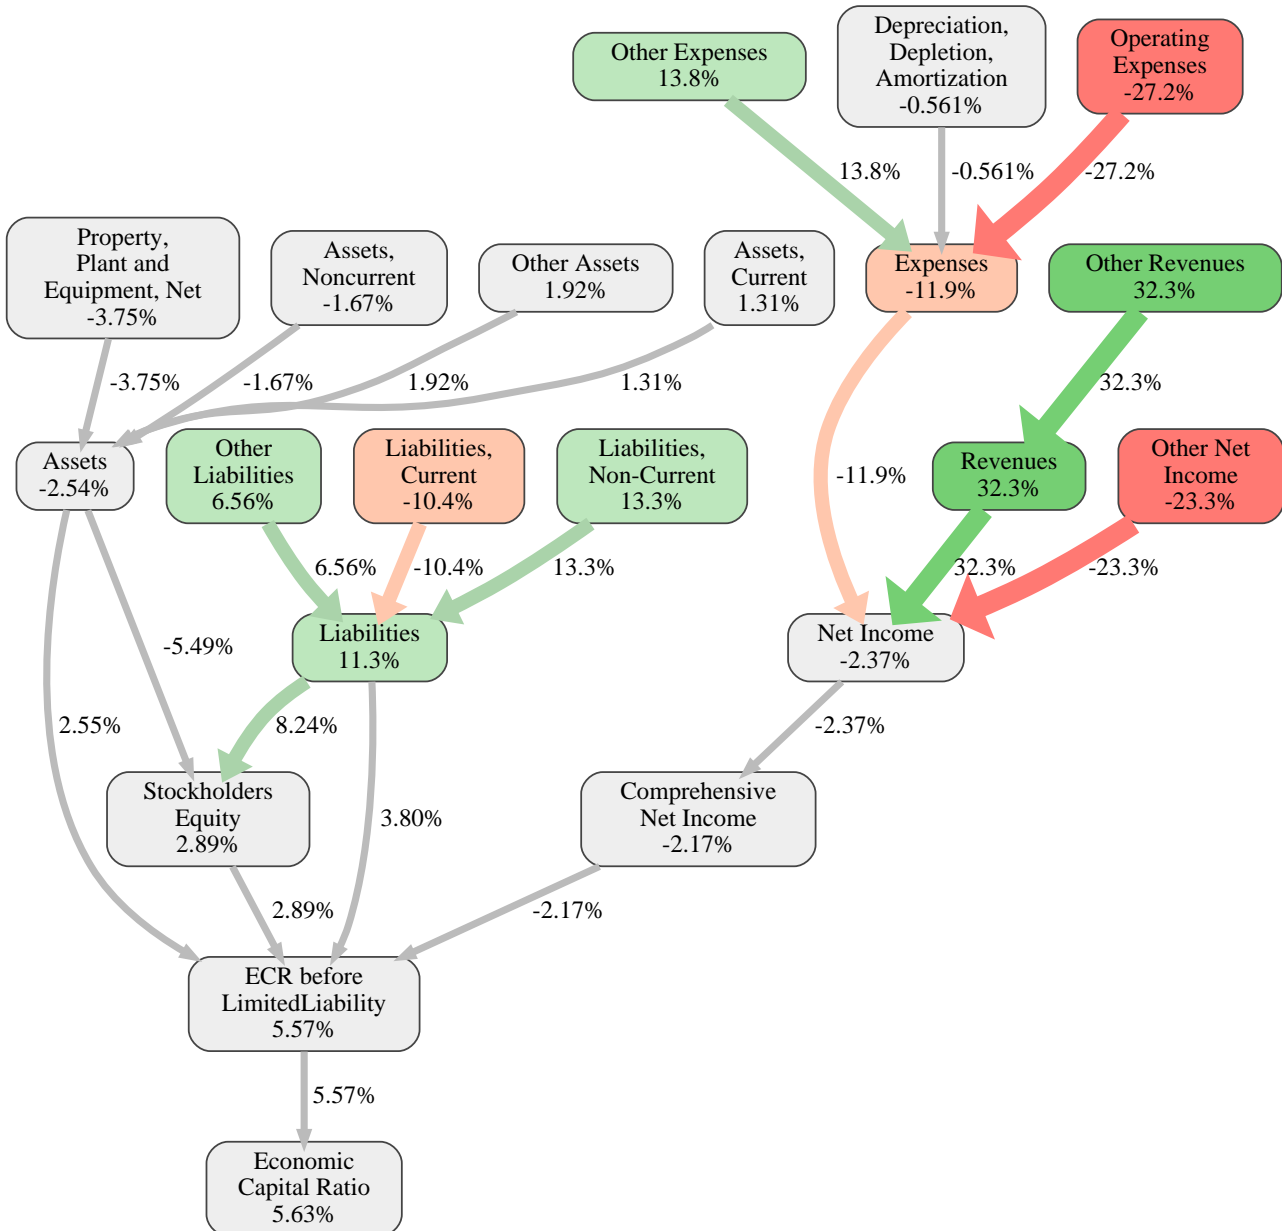 Other Expenses
13.8%
Depreciation,
Depletion,
Amortization
-0.561%
Operating
Expenses
-27.2%
13.8%
-0.561%
-27.2%
Property,
Plant and
Equipment, Net
-3.75%
Assets,
Noncurrent
-1.67%
Other Assets
1.92%
Assets,
Current
1.31%
Expenses
-11.9%
Other Revenues
32.3%
-3.75%
-1.67%
1.92%
1.31%
32.3%
Assets
-2.54%
Other
Liabilities
6.56%
Liabilities,
Current
-10.4%
Liabilities,
Non-Current
13.3%
-11.9%
Revenues
32.3%
Other Net
Income
-23.3%
6.56%
-10.4%
13.3%
32.3%
-23.3%
-5.49%
Liabilities
11.3%
Net Income
-2.37%
2.55%
8.24%
-2.37%
Stockholders
Equity
2.89%
3.80%
Comprehensive
Net Income
-2.17%
2.89%
-2.17%
ECR before
LimitedLiability
5.57%
5.57%
Economic
Capital Ratio
5.63%